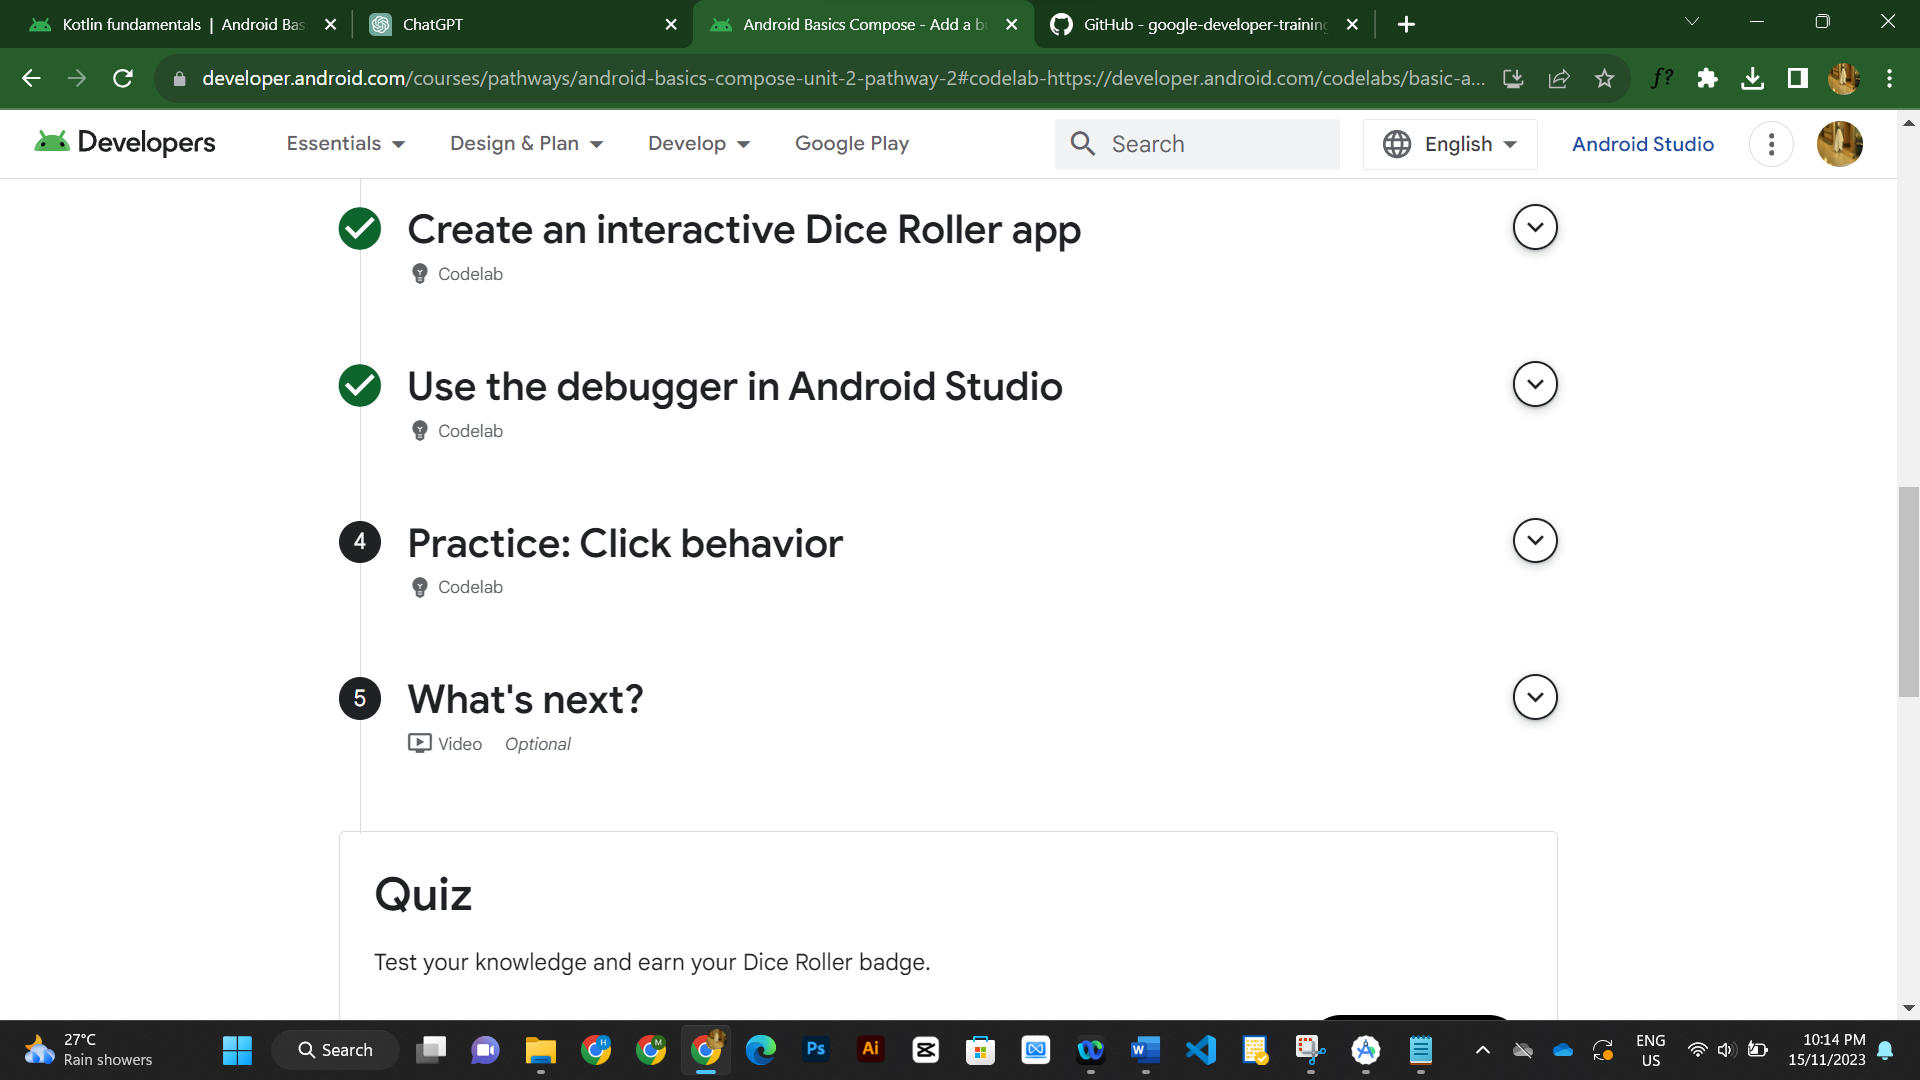 Kotlin fundamentals | Android Bas
ChatGPT
Android Basics Compose - Add a bu
GitHub - google-developer-training
developer.android.com/courses/pathways/android-basics-compose-unit-2-pathway-2#codelab-https://developer.android.com/codelabs/basic-a...
f?
Developers
Essentials
Design & Plan
Develop
Google Play
Search
English
Android Studio
Create an interactive Dice Roller app
Codelab
Use the debugger in Android Studio
Codelab
4
Practice: Click behavior
Codelab
5
What's next?
Video
Optional
Quiz
Test your knowledge and earn your Dice Roller badge.
27°C
Rain showers
Search
H
M
Ps
Ai
W
ENG
US
10:14 PM
15/11/2023